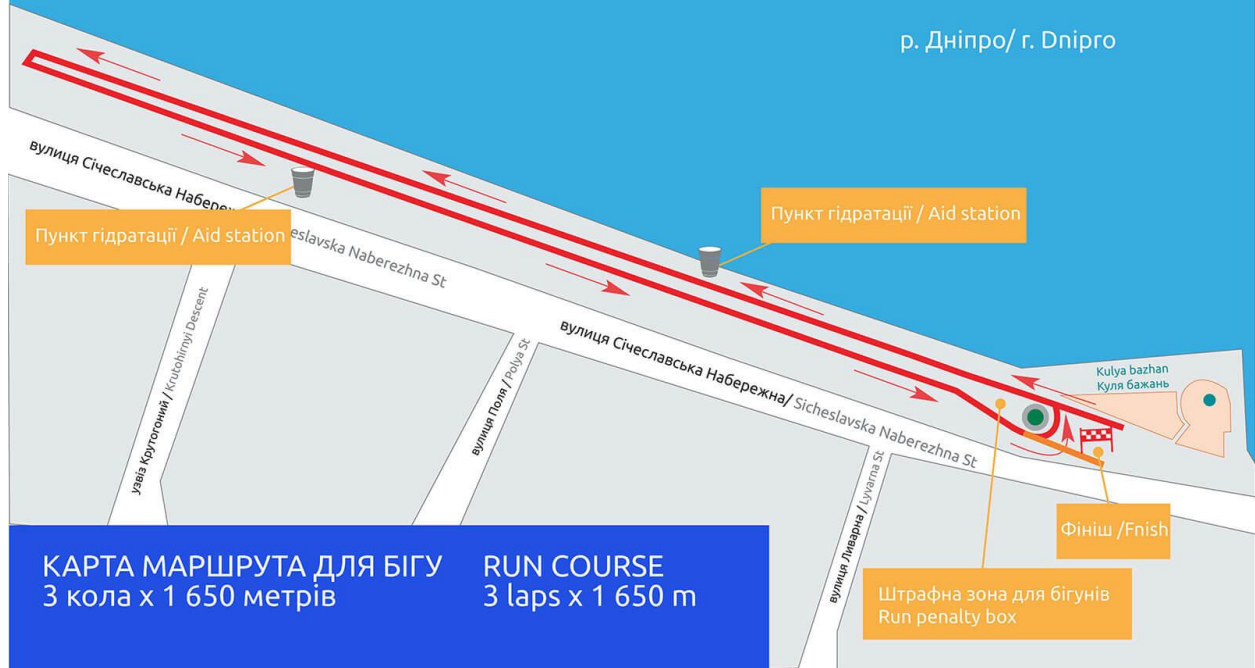 р. Дніпро/ r. Dnipro
вулиця Січеславська Набереж
cheslavska Naberezhna St
Пункт гідратації / Aid station
Пункт гідратації / Aid station
узвіз Крутогоний / Krutohirnyi Descent
вулиця Поля / Polya St
вулиця Січеславська Набережна/ Sicheslavska Naberezhna St
Kulya bazhan
Куля бажань
вулиця Ливарна / Lyvarna St
Фініш /Fnish
Штрафна зона для бігунів
Run penalty box
КАРТА МАРШРУТА ДЛЯ БІГУ
3 кола х 1 650 метрів
RUN COURSE
3 laps x 1 650 m